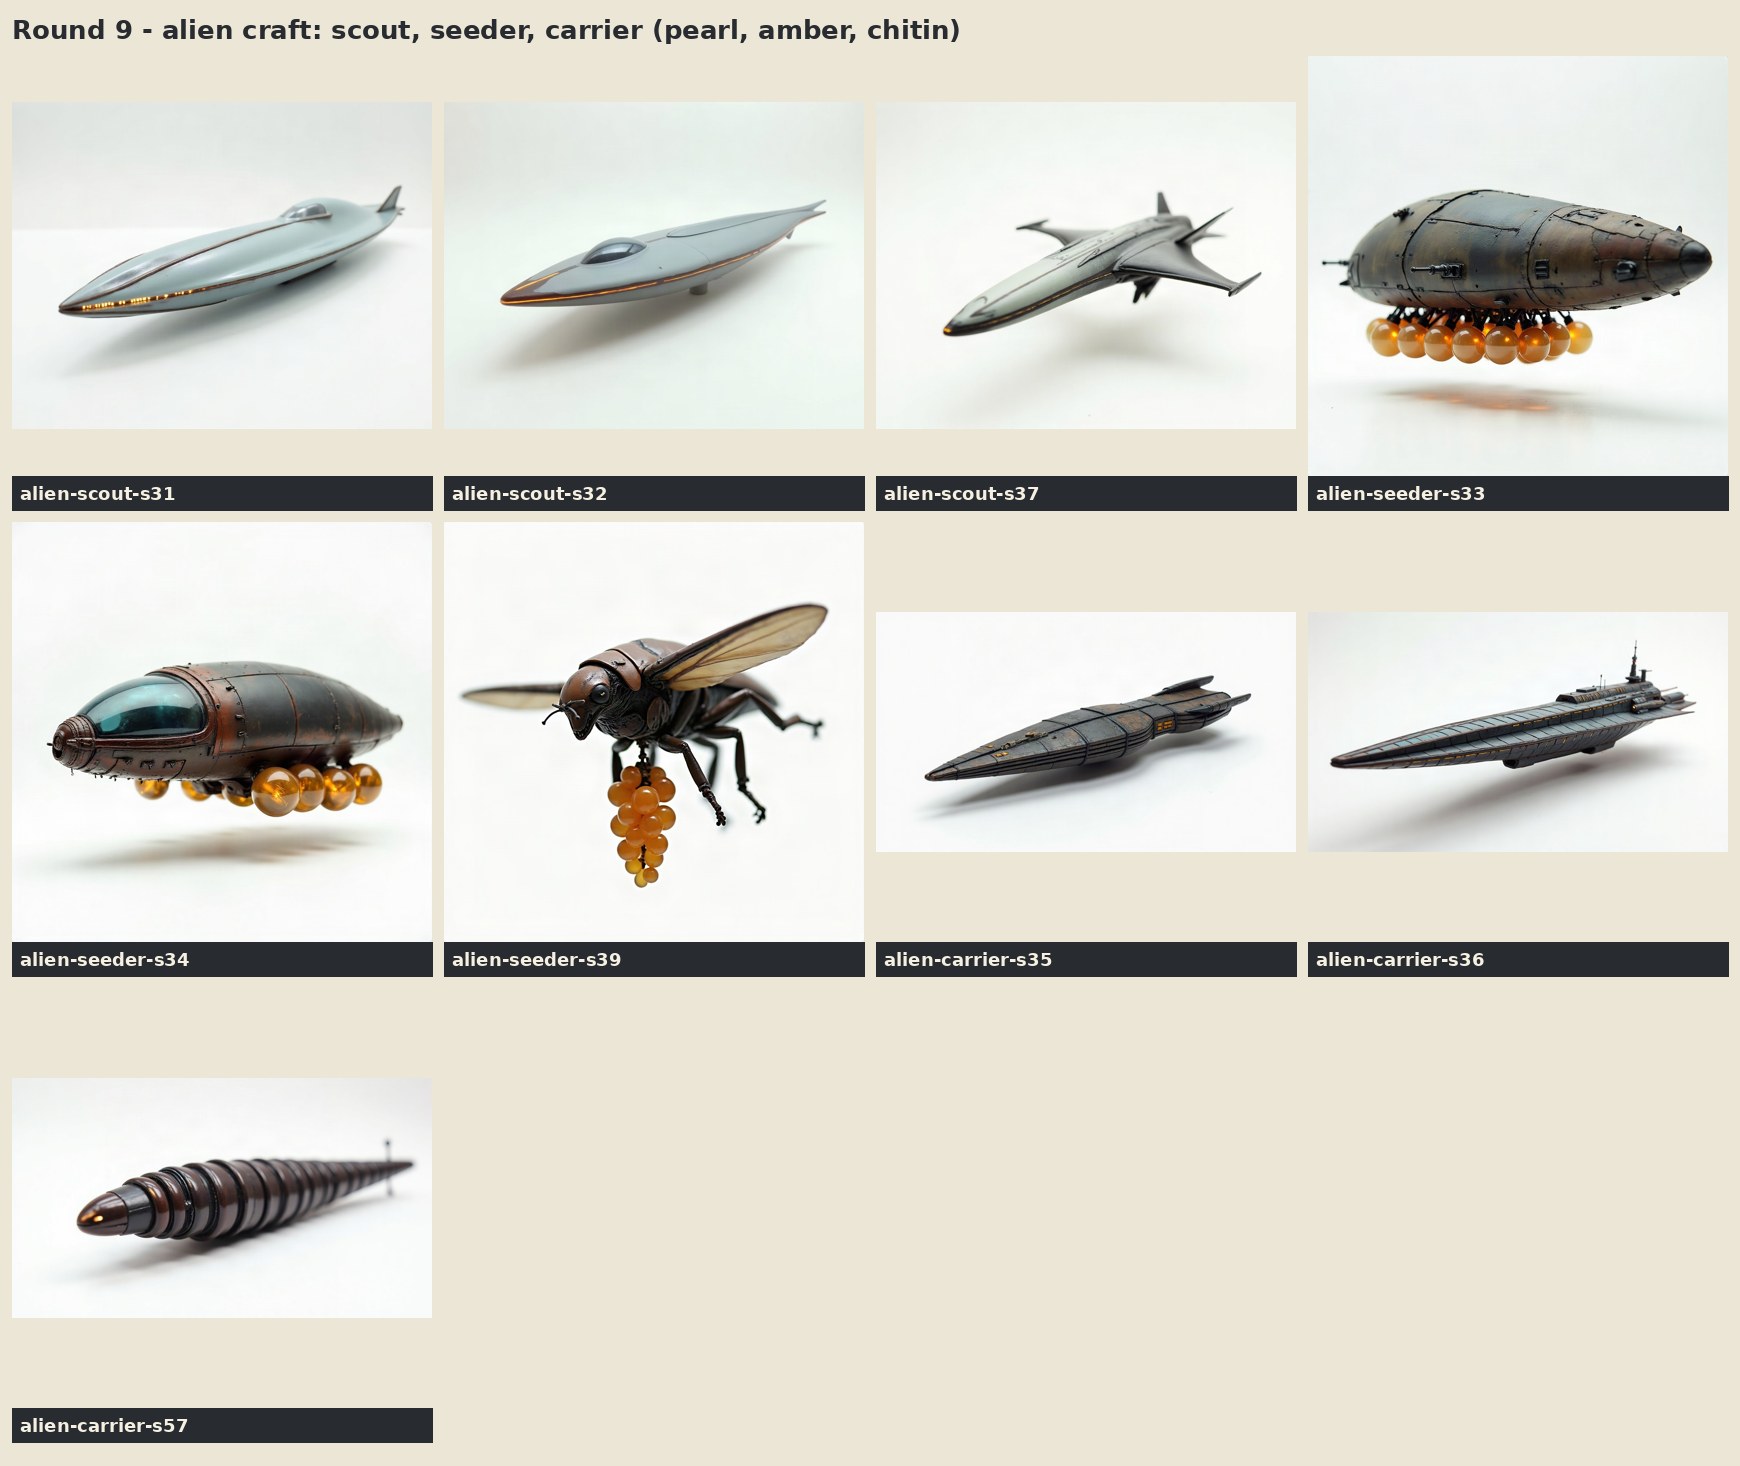 Round 9 - alien craft: scout, seeder, carrier (pearl, amber, chitin)
alien-scout-s31
alien-scout-s32
alien-scout-s37
alien-seeder-s33
alien-seeder-s34
alien-seeder-s39
alien-carrier-s35
alien-carrier-s36
alien-carrier-s57